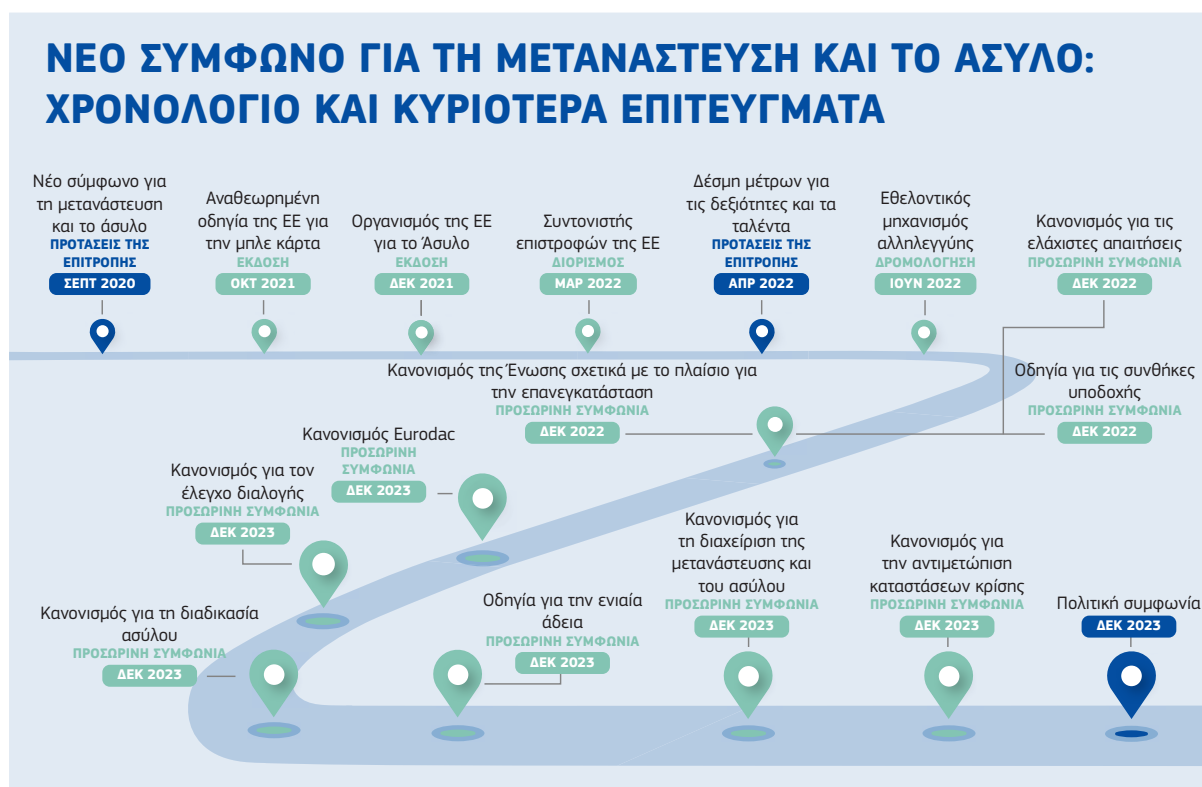 ΝΕΟ ΣΥΜΦΩΝΟ ΓΙΑ ΤΗ ΜΕΤΑΝΑΣΤΕΥΣΗ ΚΑΙ ΤΟ ΑΣΥΛΟ:
ΧΡΟΝΟΛΟΓΙΟ ΚΑΙ ΚΥΡΙΟΤΕΡΑ ΕΠΙΤΕΥΓΜΑΤΑ
Νέο σύμφωνο για
τη μετανάστευση
και το άσυλο
ΠΡΟΤΑΣΕΙΣ ΤΗΣ
ΕΠΙΤΡΟΠΗΣ
ΣΕΠΤ 2020
Αναθεωρημένη
οδηγία της ΕΕ για
την μπλε κάρτα
ΕΚΔΟΣΗ
ΟΚΤ 2021
Οργανισμός της ΕΕ
για το Άσυλο
ΕΚΔΟΣΗ
ΔΕΚ 2021
Συντονιστής
επιστροφών της ΕΕ
ΔΙΟΡΙΣΜΟΣ
ΜΑΡ 2022
Δέσμη μέτρων για
τις δεξιότητες και τα
ταλέντα
ΠΡΟΤΑΣΕΙΣ ΤΗΣ
ΕΠΙΤΡΟΠΗΣ
ΑΠΡ 2022
Εθελοντικός
μηχανισμός
αλληλεγγύης
ΔΡΟΜΟΛΟΓΗΣΗ
ΙΟΥΝ 2022
Κανονισμός για τις
ελάχιστες απαιτήσεις
ΠΡΟΣΩΡΙΝΗ ΣΥΜΦΩΝΙΑ
ΔΕΚ 2022
Κανονισμός της Ένωσης σχετικά με το πλαίσιο για
την επανεγκατάσταση
ΠΡΟΣΩΡΙΝΗ ΣΥΜΦΩΝΙΑ
ΔΕΚ 2022
Οδηγία για τις συνθήκες
υποδοχής
ΠΡΟΣΩΡΙΝΗ ΣΥΜΦΩΝΙΑ
ΔΕΚ 2022
Κανονισμός Eurodac
ΠΡΟΣΩΡΙΝΗ
ΣΥΜΦΩΝΙΑ
ΔΕΚ 2023
Κανονισμός για τον
έλεγχο διαλογής
ΠΡΟΣΩΡΙΝΗ ΣΥΜΦΩΝΙΑ
ΔΕΚ 2023
Κανονισμός για τη διαδικασία
ασύλου
ΠΡΟΣΩΡΙΝΗ ΣΥΜΦΩΝΙΑ
ΔΕΚ 2023
Οδηγία για την ενιαία
άδεια
ΠΡΟΣΩΡΙΝΗ ΣΥΜΦΩΝΙΑ
ΔΕΚ 2023
Κανονισμός για
τη διαχείριση της
μετανάστευσης και
του ασύλου
ΠΡΟΣΩΡΙΝΗ ΣΥΜΦΩΝΙΑ
ΔΕΚ 2023
Κανονισμός για
την αντιμετώπιση
καταστάσεων κρίσης
ΠΡΟΣΩΡΙΝΗ ΣΥΜΦΩΝΙΑ
ΔΕΚ 2023
Πολιτική συμφωνία
ΔΕΚ 2023